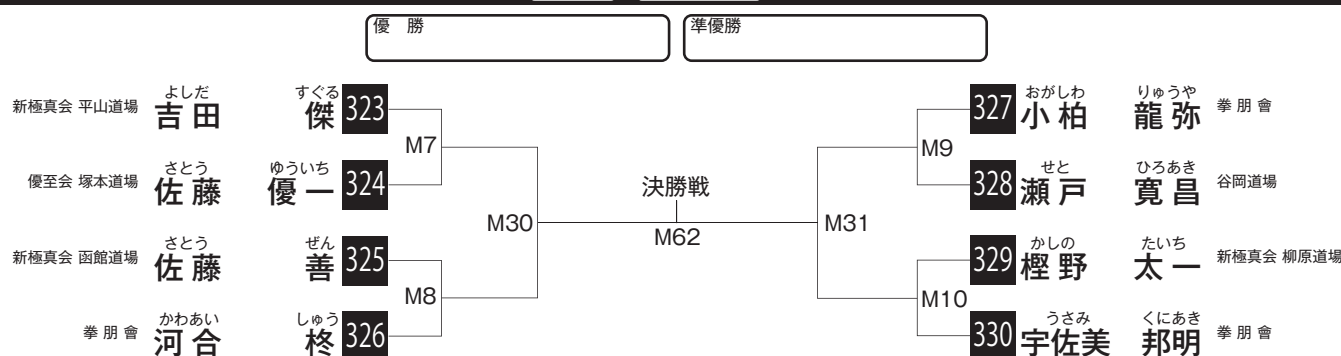 優 勝
準優勝
よしだ すぐる
新極真会 平山道場 吉田 傑 323
M7
さとう ゆういち
優至会 塚本道場 佐藤 優一 324
M30
さとう ぜん
新極真会 函館道場 佐藤 善 325
M8
かわあい しゅう
拳朋會 河合 柊 326
決勝戦
M62
おがしわ りゅうや
327 小柏 龍弥 拳朋會
M9
せと ひろあき
328 瀬戸 寛昌 谷岡道場
M31
かしの たいち
329 樫野 太一 新極真会 柳原道場
M10
うさみ くにあき
330 宇佐美 邦明 拳朋會